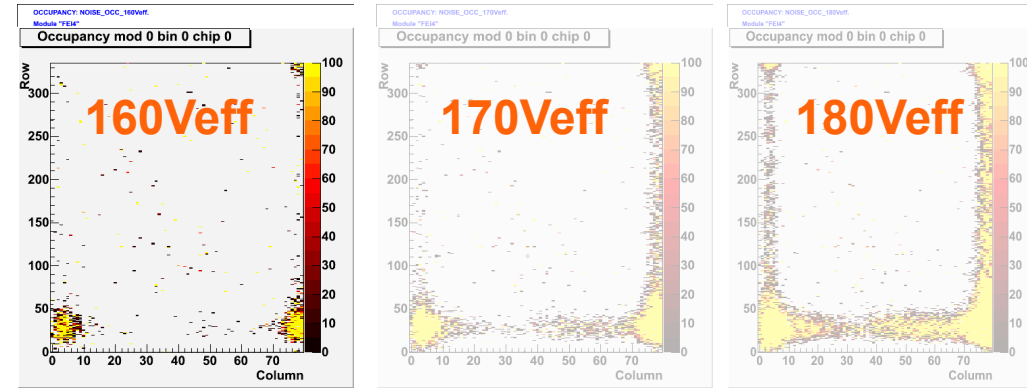 OCCUPANCY: NOISE_OCC_160Veff.
Module "FEI4"
Occupancy mod 0 bin 0 chip 0
160Veff
Row
300
250
200
150
100
50
0
0 10 20 30 40 50 60 70
Column
100
90
80
70
60
50
40
30
20
10
0
OCCUPANCY: NOISE_OCC_170Veff.
Module "FEI4"
Occupancy mod 0 bin 0 chip 0
170Veff
Row
300
250
200
150
100
50
0
0 10 20 30 40 50 60 70
Column
100
90
80
70
60
50
40
30
20
10
0
OCCUPANCY: NOISE_OCC_180Veff.
Module "FEI4"
Occupancy mod 0 bin 0 chip 0
180Veff
Row
300
250
200
150
100
50
0
0 10 20 30 40 50 60 70
Column
100
90
80
70
60
50
40
30
20
10
0